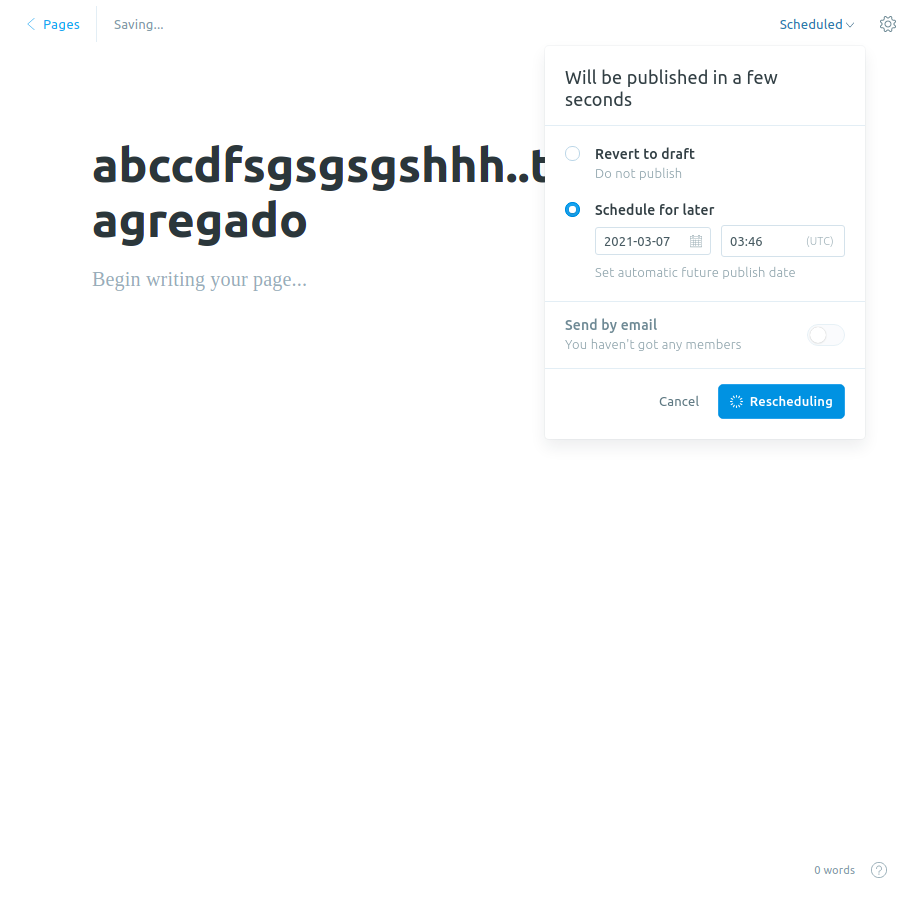 Pages
Saving...
Scheduled
Will be published in a few
seconds
abccdfsgsgsgshhh..
agregado
Begin writing your page...
Revert to draft
Do not publish
Schedule for later
2021-03-07
03:46 (UTC)
Set automatic future publish date
Send by email
You haven't got any members
Cancel
Rescheduling
0 words
?